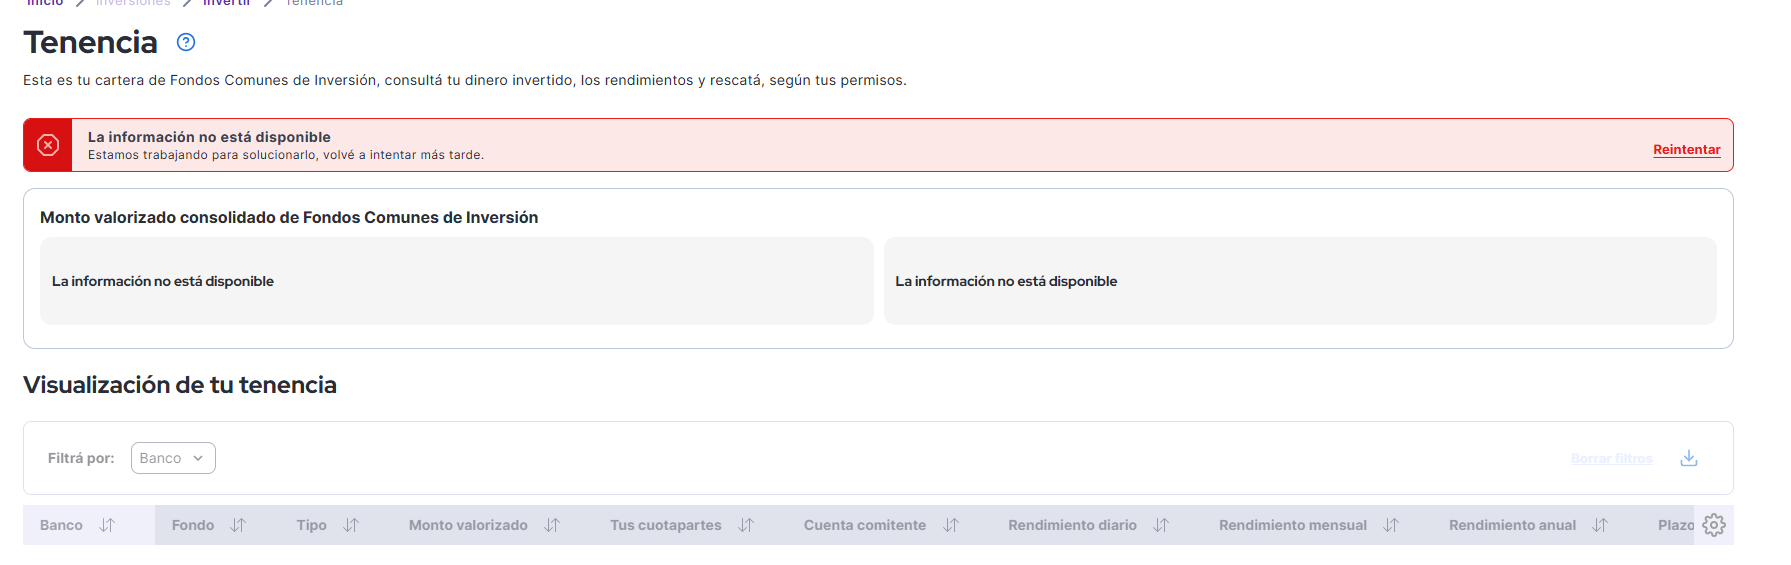 Inicio / Inversiones / Invertir / Tenencia
Tenencia
Esta es tu cartera de Fondos Comunes de Inversión, consultá tu dinero invertido, los rendimientos y rescatá, según tus permisos.
La información no está disponible
Estamos trabajando para solucionarlo, volvé a intentar más tarde.
Reintentar
Monto valorizado consolidado de Fondos Comunes de Inversión
La información no está disponible
La información no está disponible
Visualización de tu tenencia
Filtrá por: Banco
Borrar filtros
Banco Fondo Tipo Monto valorizado Tus cuotapartes Cuenta comitente Rendimiento diario Rendimiento mensual Rendimiento anual Plazo